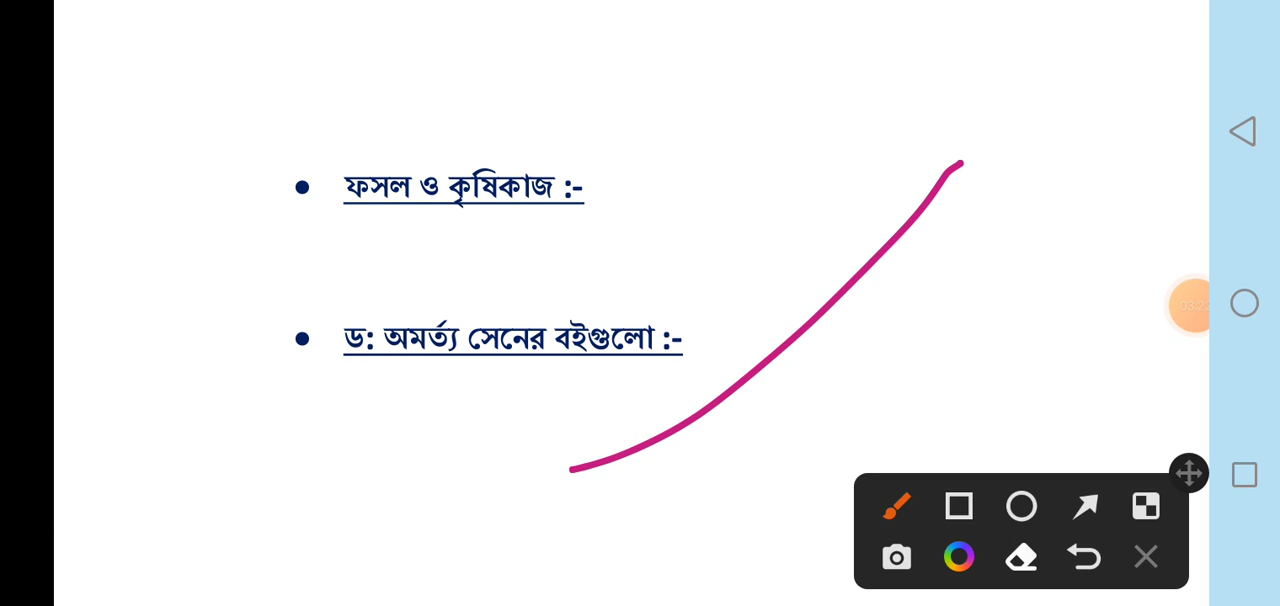 ● ফসল ও কৃষিকাজ :-
● ড: অমর্ত্য সেনের বইগুলো :-